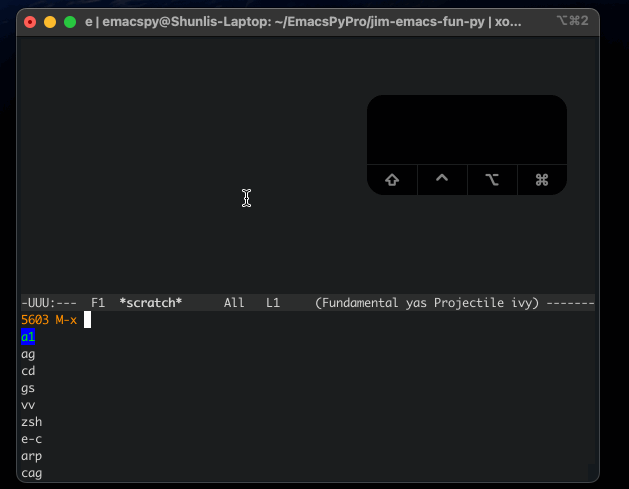 e | emacspy@Shunlis-Laptop: ~/EmacsPyPro/jim-emacs-fun-py | xo... ⌥⌘2
⇧ ^ ⌥ ⌘
-UUU:--- F1 *scratch* All L1 (Fundamental yas Projectile ivy) -------
5603 M-x
a1
ag
cd
gs
vv
zsh
e-c
arp
cag